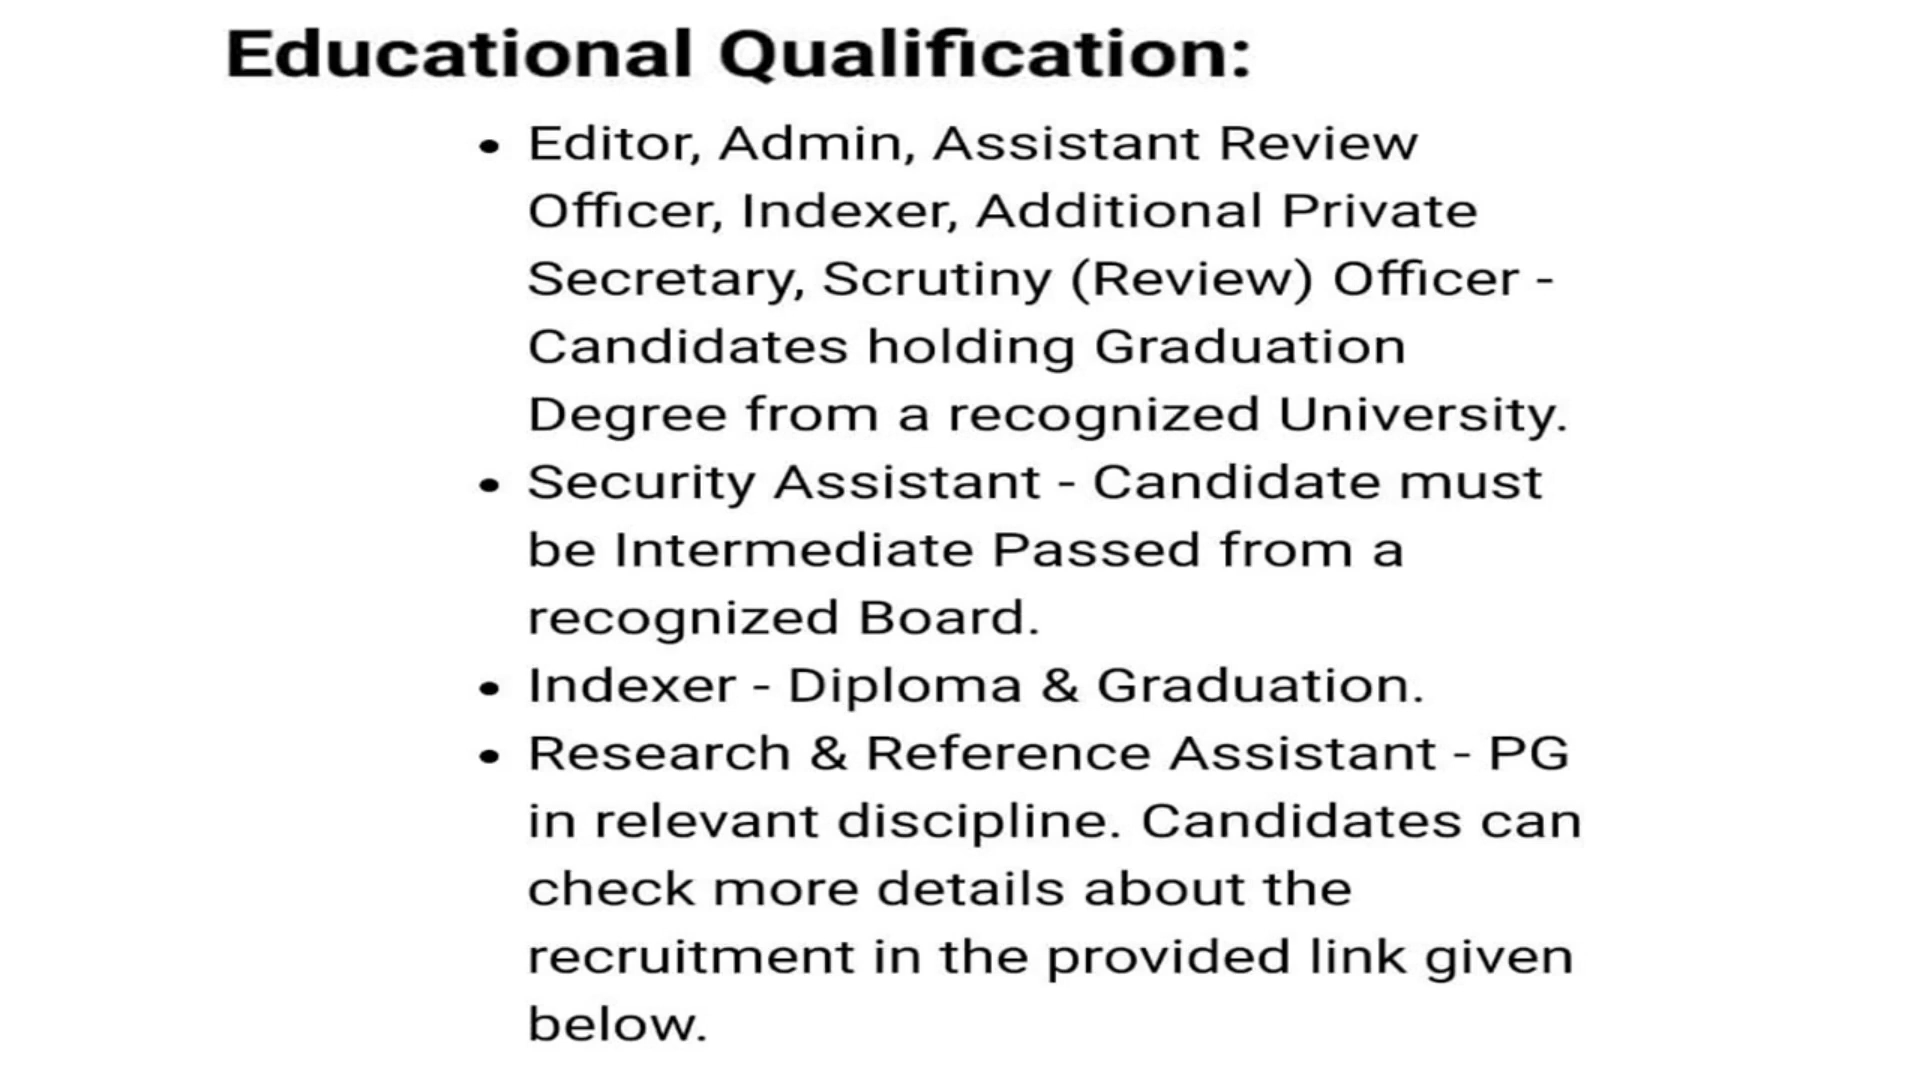 Educational Qualification:
• Editor, Admin, Assistant Review
Officer, Indexer, Additional Private
Secretary, Scrutiny (Review) Officer -
Candidates holding Graduation
Degree from a recognized University.
• Security Assistant - Candidate must
be Intermediate Passed from a
recognized Board.
• Indexer - Diploma & Graduation.
• Research & Reference Assistant - PG
in relevant discipline. Candidates can
check more details about the
recruitment in the provided link given
below.